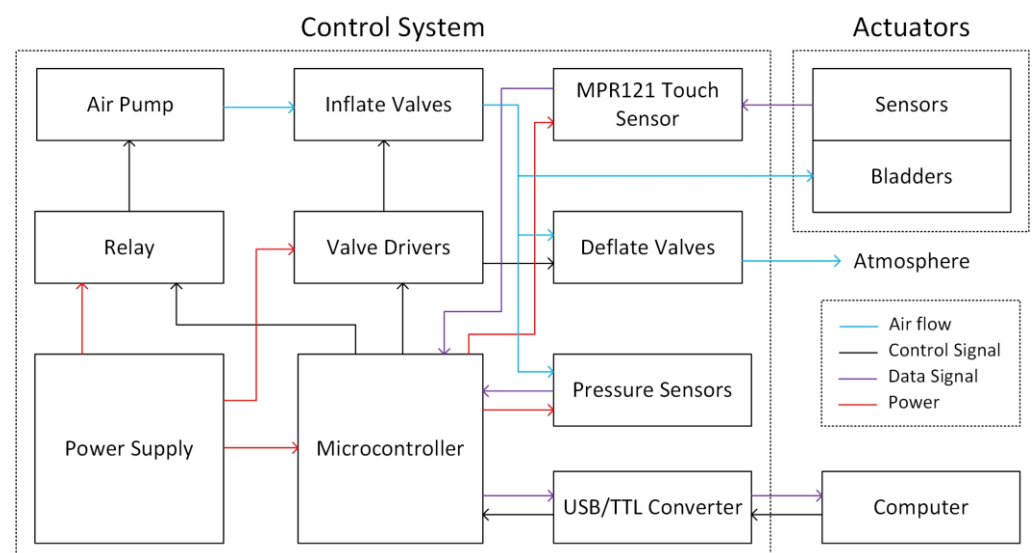 Control System
Actuators
Air Pump
Inflate Valves
MPR121 Touch
Sensor
Sensors
Bladders
Relay
Valve Drivers
Deflate Valves
Atmosphere
Air flow
Control Signal
Data Signal
Power
Power Supply
Microcontroller
Pressure Sensors
USB/TTL Converter
Computer